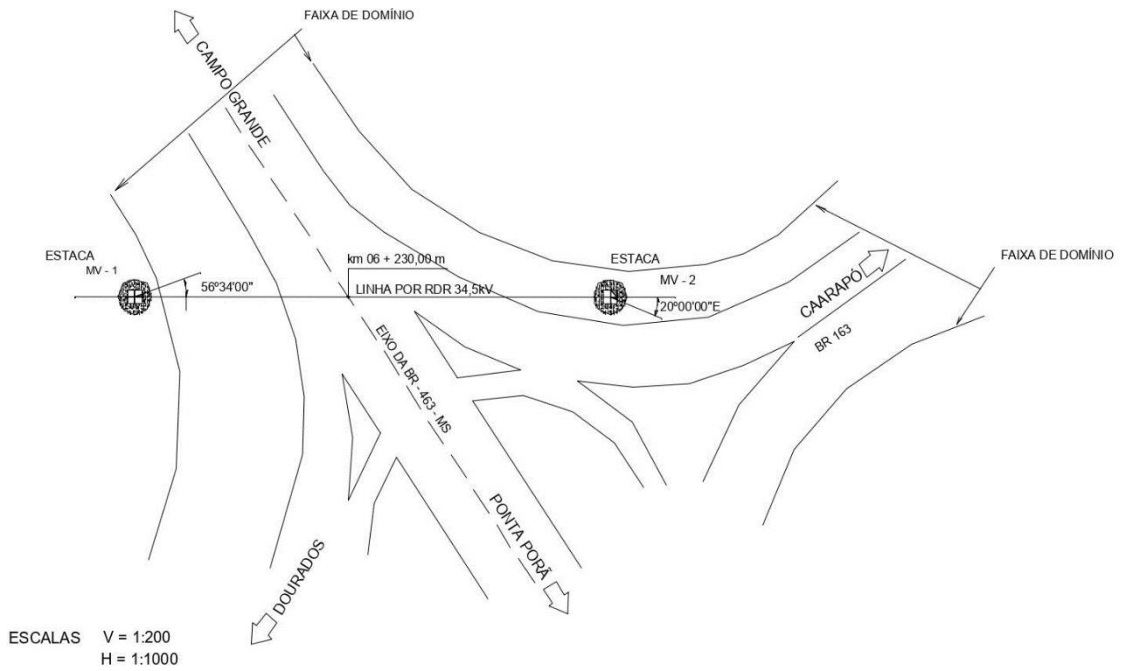 FAIXA DE DOMÍNIO
CAMPO GRANDE
ESTACA
MV - 1
56º34'00"
km 06 + 230,00 m
LINHA POR RDR 34,5kV
ESTACA
MV - 2
20º00'00"E
FAIXA DE DOMÍNIO
CAARAPÓ
BR 163
EIXO DA BR - 463 - MS
PONTA PORÃ
DOURADOS
ESCALAS V = 1:200
H = 1:1000